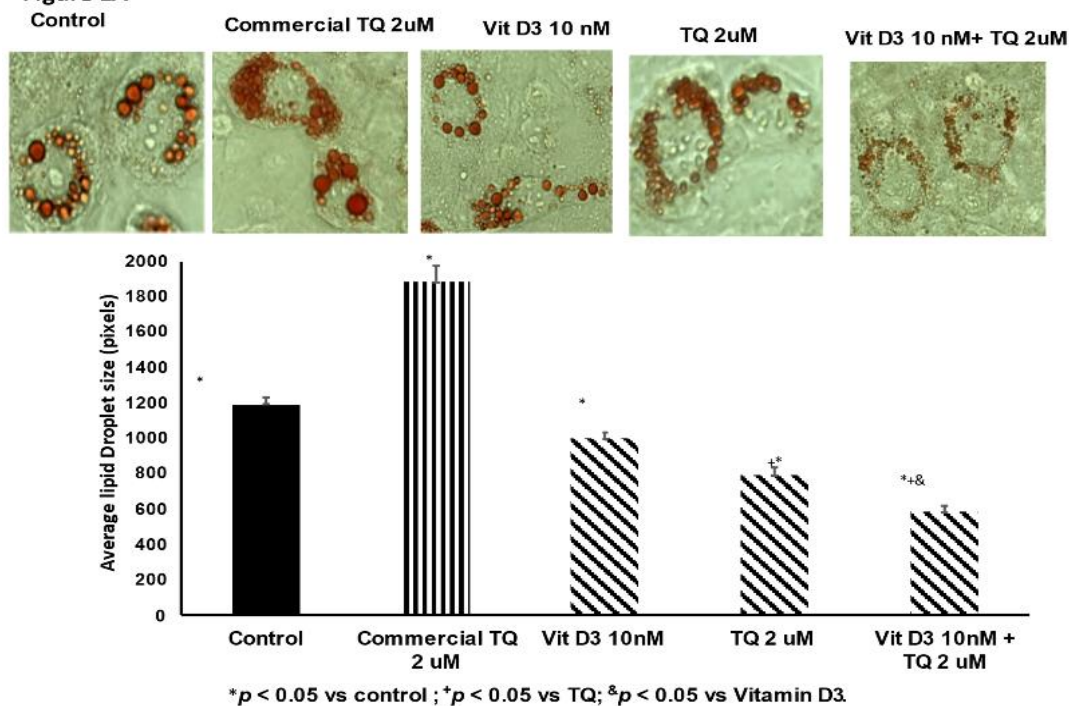 Control
Commercial TQ 2uM
Vit D3 10 nM
TQ 2uM
Vit D3 10 nM+ TQ 2uM
Average lipid Droplet size (pixels)
2000
1800
1600
1400
1200
1000
800
600
400
200
0
*
*
*
+*
*+&
Control
Commercial TQ
2 uM
Vit D3 10nM
TQ 2 uM
Vit D3 10nM +
TQ 2 uM
*p < 0.05 vs control ; +p < 0.05 vs TQ; &p < 0.05 vs Vitamin D3.